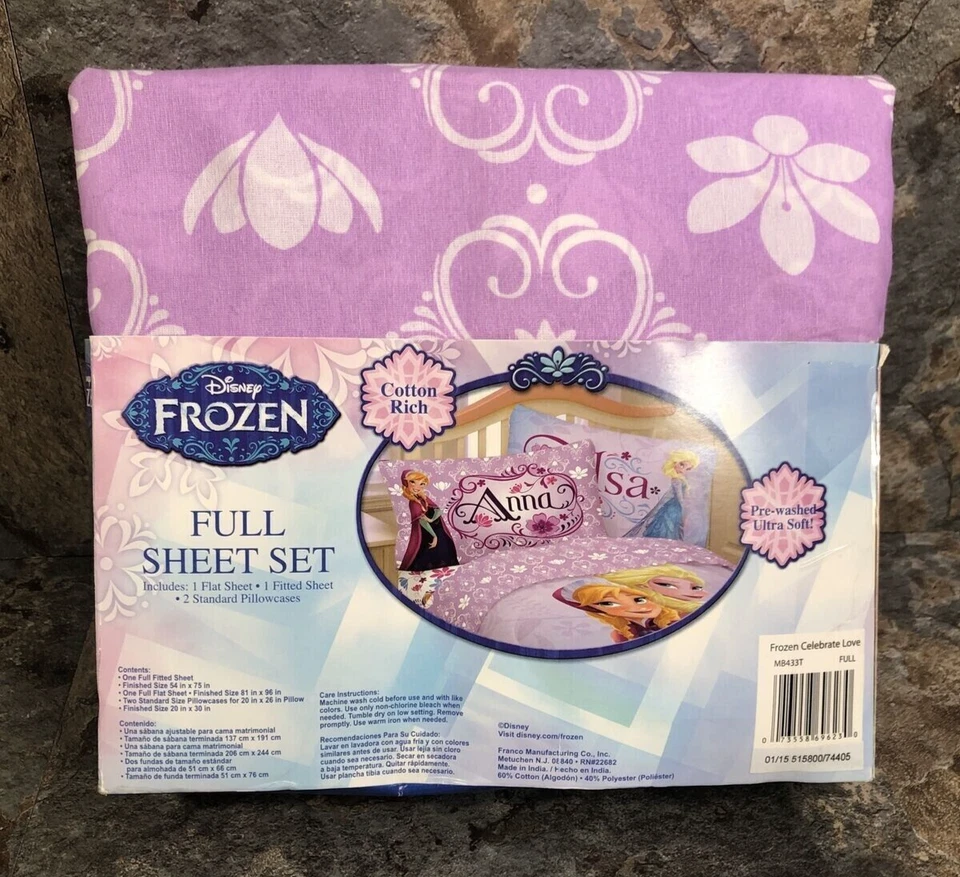 Disney
FROZEN
Cotton
Rich
FULL
SHEET SET
Includes: 1 Flat Sheet • 1 Fitted Sheet
• 2 Standard Pillowcases
Anna
sa
Pre-washed
Ultra Soft!
Contents:
• One Full Fitted Sheet
• Finished Size 54 in x 75 in
• One Full Flat Sheet • Finished Size 81 in x 96 in
• Two Standard Size Pillowcases for 20 in x 26 in Pillow
• Finished Size 20 in x 30 in
Contenido:
• Una sábana ajustable para cama matrimonial
• Tamaño de sábana terminada 137 cm x 191 cm
• Una sábana para cama matrimonial
• Tamaño de sábana terminada 206 cm x 244 cm
• Dos fundas de tamaño estándar
para almohada de 51 cm x 66 cm
• Tamaño de funda terminada 51 cm x 76 cm
Care Instructions:
Machine wash cold before use and with like
colors. Use only non-chlorine bleach when
needed. Tumble dry on low setting. Remove
promptly. Use warm iron when needed.
Recomendaciones Para Su Cuidado:
Lavar en lavadora con agua fría y con colores
similares antes de usar. Usar lejía sin cloro
cuando sea necesario. Secar en secadora
a baja temperatura. Quitar rápidamente.
Usar plancha tibia cuando sea necesario.
©Disney
Visit disney.com/frozen
Franco Manufacturing Co., Inc.
Metuchen N.J. 08840 • RN#22682
Made in India. / Hecho en India.
60% Cotton (Algodón) • 40% Polyester (Poliéster)
Frozen Celebrate Love
MB433T FULL
01/15 515800/74405